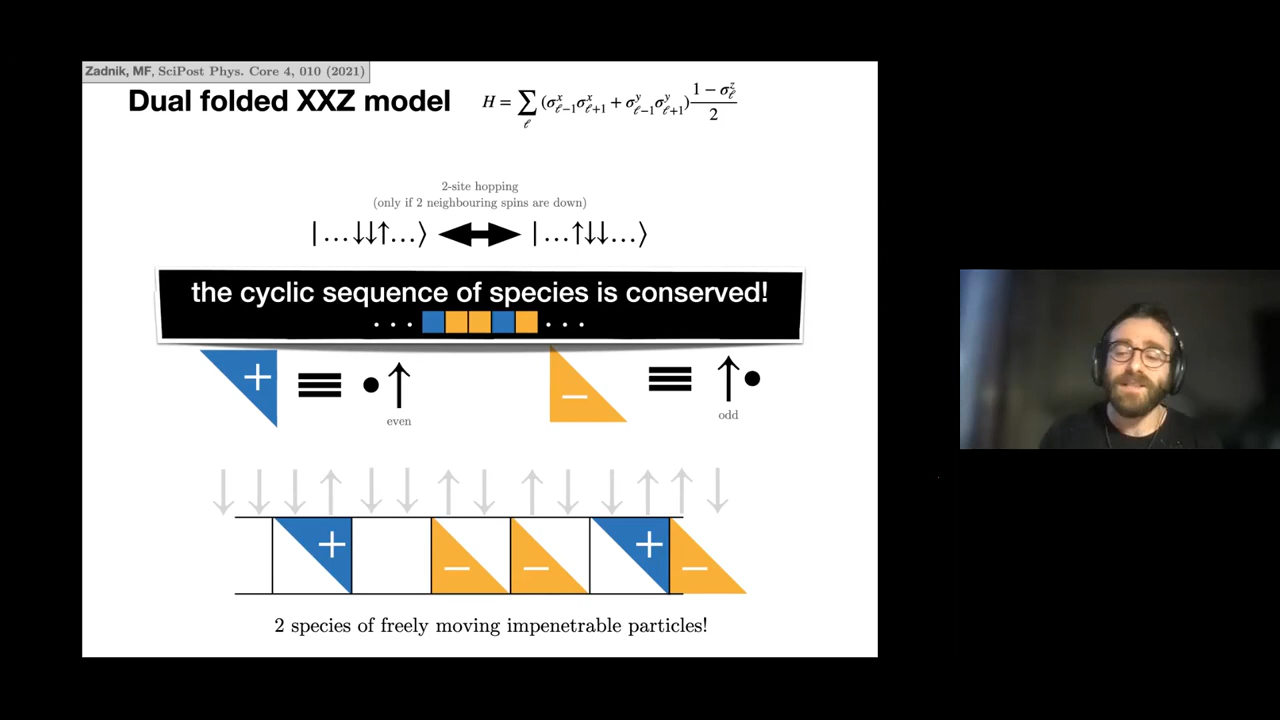 Zadnik, MF, SciPost Phys. Core 4, 010 (2021)
Dual folded XXZ model
H = ∑_ℓ (σ^x_{ℓ−1}σ^x_{ℓ+1} + σ^y_{ℓ−1}σ^y_{ℓ+1}) (1 − σ^z_ℓ)/2
2-site hopping
(only if 2 neighbouring spins are down)
|…↓↓↑…⟩ ⟷ |…↑↓↓…⟩
the cyclic sequence of species is conserved!
+ ≡ •↑ − ≡ ↑•
even odd
↓ ↓ ↓ ↑ ↓ ↓ ↑ ↓ ↑ ↓ ↓ ↑ ↑ ↓
+ − − + −
2 species of freely moving impenetrable particles!